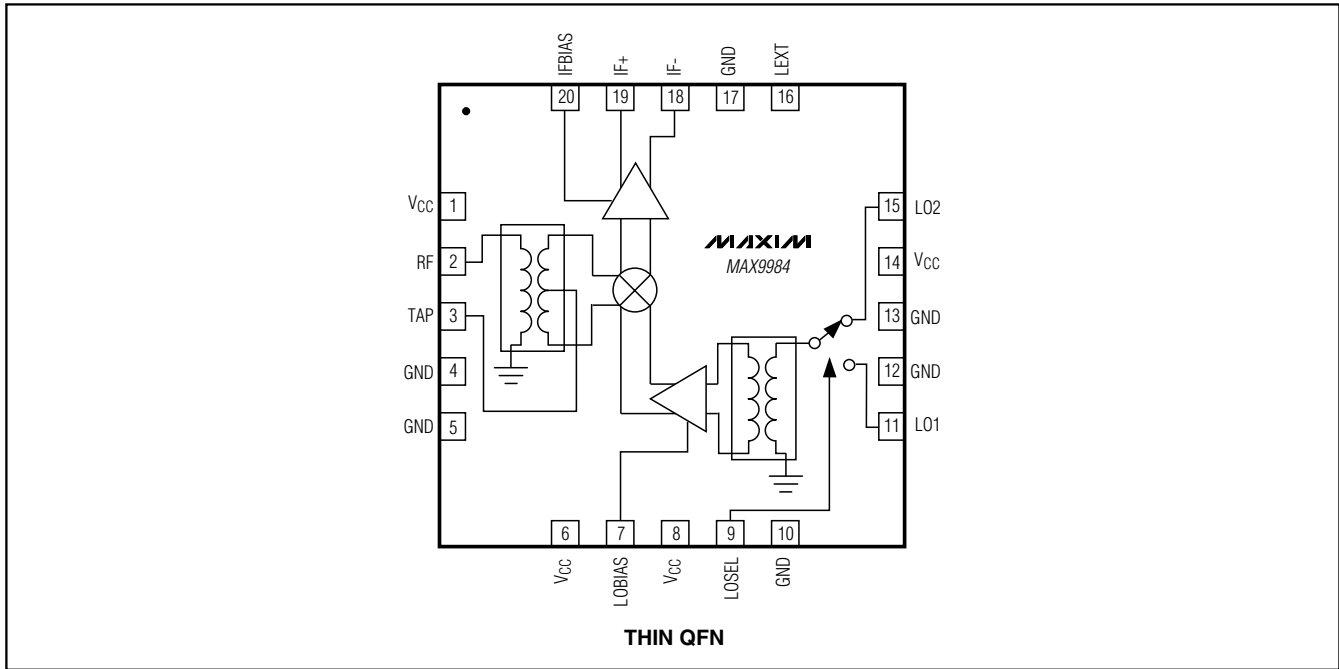 IFBIAS
IF+
IF-
GND
LEXT
20
19
18
17
16
VCC
1
RF
2
TAP
3
GND
4
GND
5
MAXIM
MAX9984
15
LO2
14
VCC
13
GND
12
GND
11
LO1
6
7
8
9
10
VCC
LOBIAS
VCC
LOSEL
GND
THIN QFN